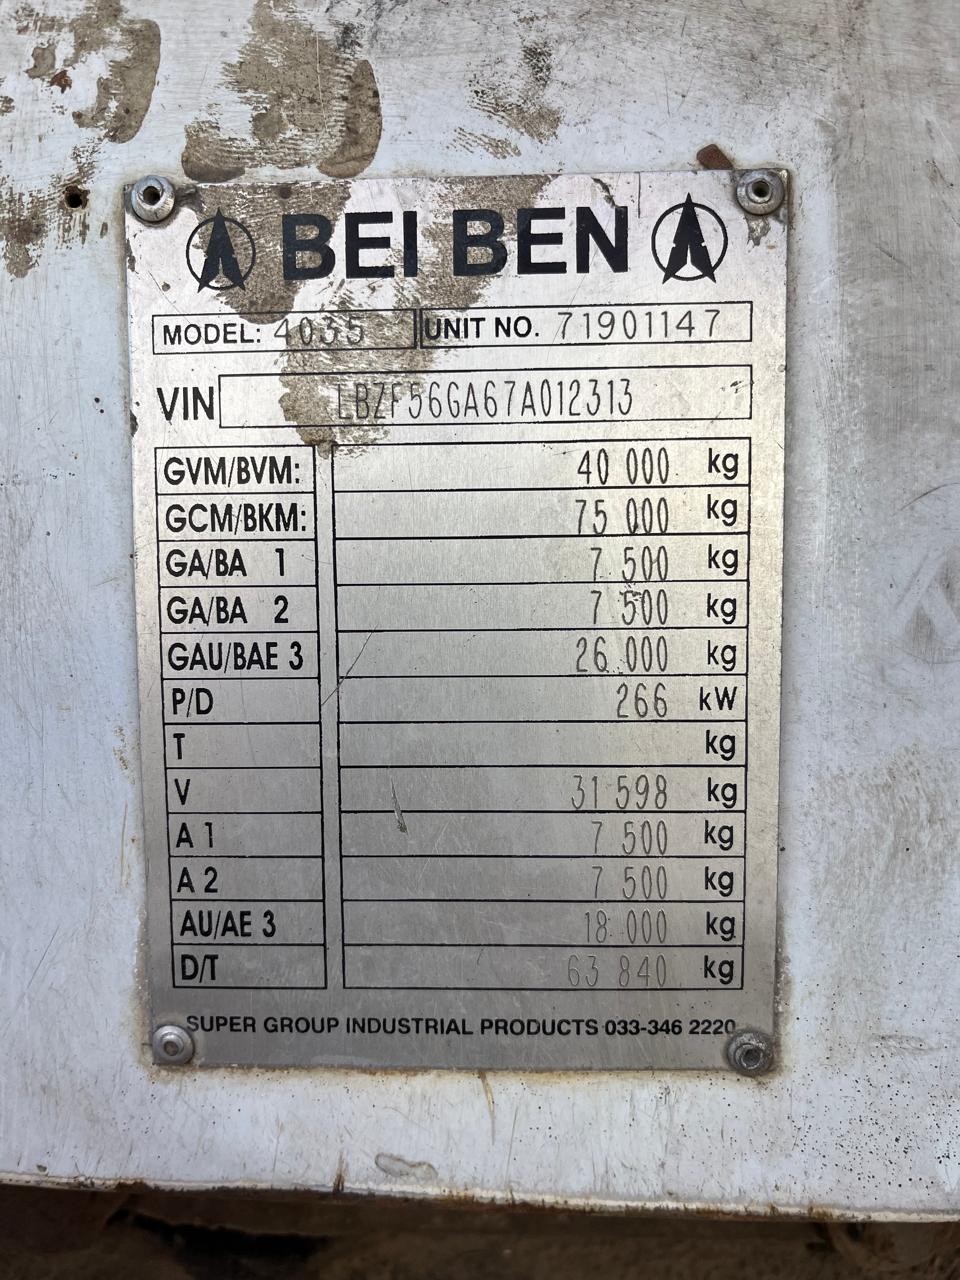 BEI BEN
MODEL: 4035 UNIT NO. 71901147
VIN LBZF56GA67A012313
GVM/BVM: 40 000 kg
GCM/BKM: 75 000 kg
GA/BA 1 7 500 kg
GA/BA 2 7 500 kg
GAU/BAE 3 26 000 kg
P/D 266 kW
T kg
V 31 598 kg
A 1 7 500 kg
A 2 7 500 kg
AU/AE 3 18 000 kg
D/T 63 840 kg
SUPER GROUP INDUSTRIAL PRODUCTS 033-346 2220